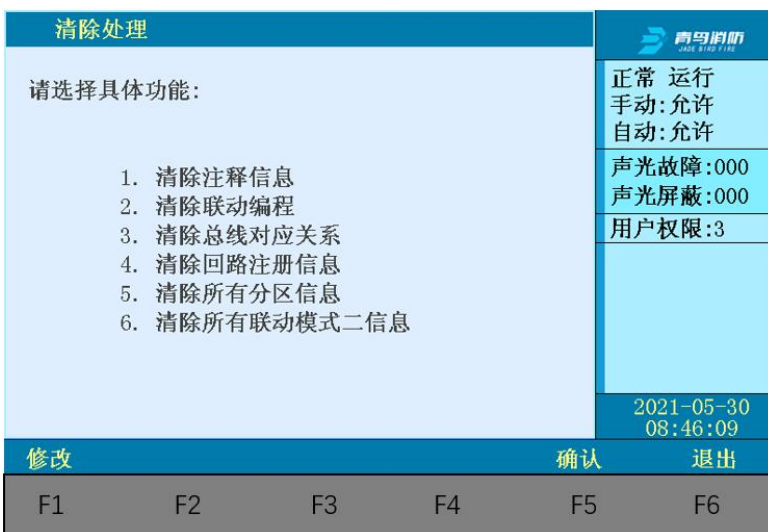 清除处理
青鸟消防
JADE BIRD FIRE
请选择具体功能:
1. 清除注释信息
2. 清除联动编程
3. 清除总线对应关系
4. 清除回路注册信息
5. 清除所有分区信息
6. 清除所有联动模式二信息
正常 运行
手动:允许
自动:允许
声光故障:000
声光屏蔽:000
用户权限:3
2021-05-30
08:46:09
修改 确认 退出
F1 F2 F3 F4 F5 F6